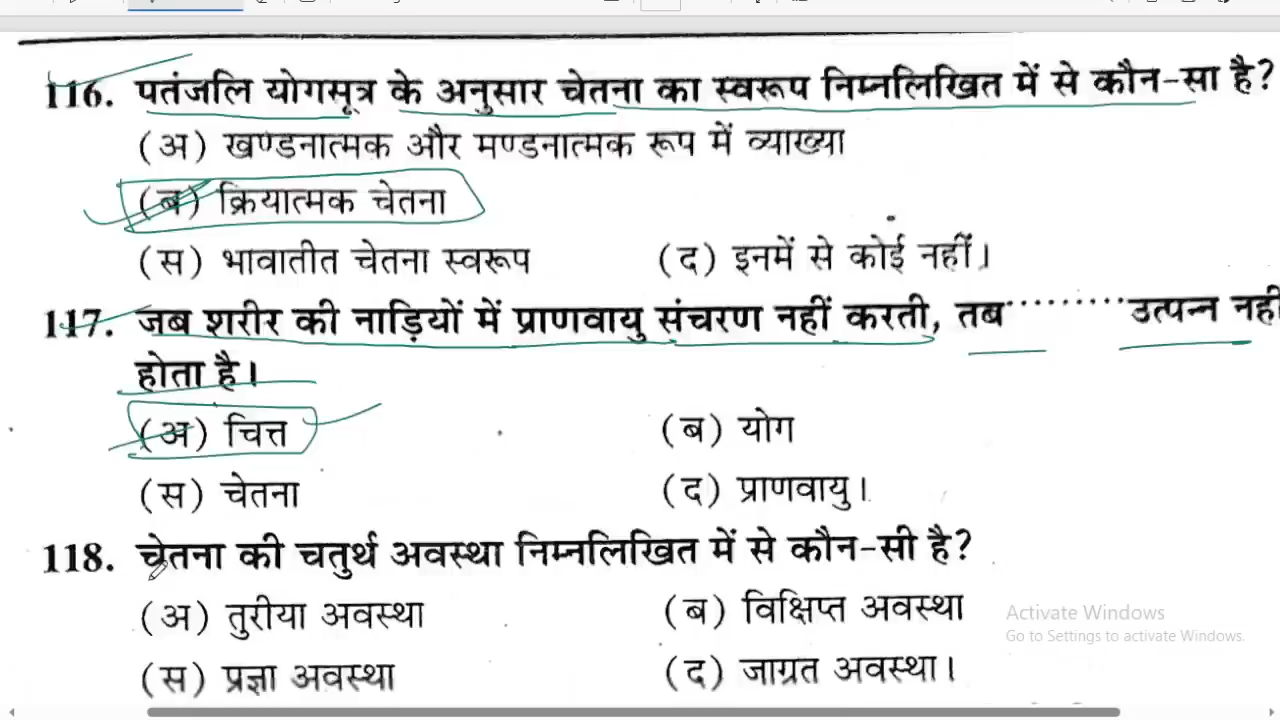 116. पतंजलि योगसूत्र के अनुसार चेतना का स्वरूप निम्नलिखित में से कौन-सा है?
(अ) खण्डनात्मक और मण्डनात्मक रूप में व्याख्या
(ब) क्रियात्मक चेतना
(स) भावातीत चेतना स्वरूप (द) इनमें से कोई नहीं।
117. जब शरीर की नाड़ियों में प्राणवायु संचरण नहीं करती, तब ......... उत्पन्न नहीं
होता है।
(अ) चित्त (ब) योग
(स) चेतना (द) प्राणवायु।
118. चेतना की चतुर्थ अवस्था निम्नलिखित में से कौन-सी है?
(अ) तुरीया अवस्था (ब) विक्षिप्त अवस्था
(स) प्रज्ञा अवस्था (द) जाग्रत अवस्था।
Activate Windows
Go to Settings to activate Windows.